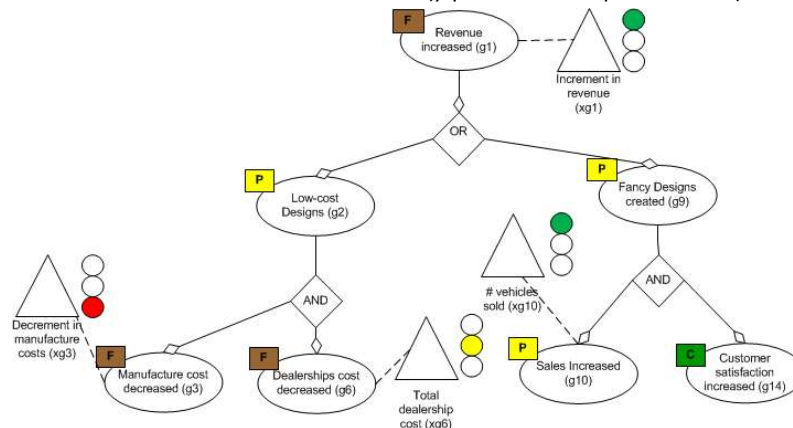 F
Revenue
increased (g1)
Increment in
revenue
(xg1)
OR
P
Low-cost
Designs (g2)
P
Fancy Designs
created (g9)
AND
# vehicles
sold (xg10)
AND
Decrement in
manufacture
costs (xg3)
F
Manufacture cost
decreased (g3)
F
Dealerships cost
decreased (g6)
Total
dealership
cost (xg6)
P
Sales Increased
(g10)
C
Customer
satisfaction
increased (g14)